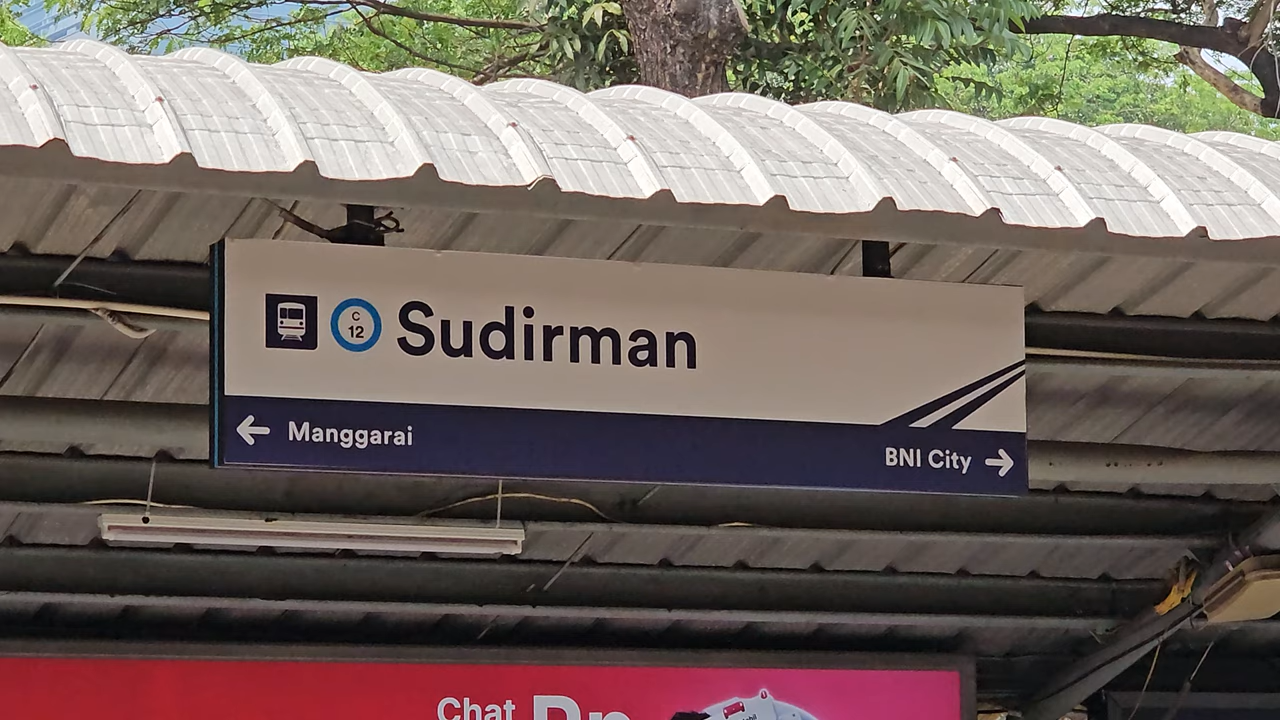 C
12
Sudirman
← Manggarai
BNI City →
Chat